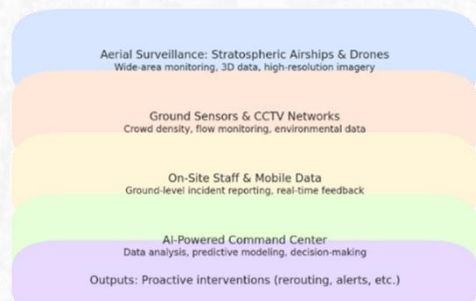 Aerial Surveillance: Stratospheric Airships & Drones
Wide-area monitoring, 3D data, high-resolution imagery
Ground Sensors & CCTV Networks
Crowd density, flow monitoring, environmental data
On-Site Staff & Mobile Data
Ground-level incident reporting, real-time feedback
AI-Powered Command Center
Data analysis, predictive modeling, decision-making
Outputs: Proactive interventions (rerouting, alerts, etc.)